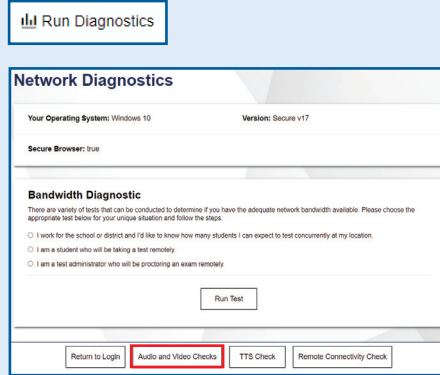 Run Diagnostics
Network Diagnostics
Your Operating System: Windows 10 Version: Secure v17
Secure Browser: true
Bandwidth Diagnostic
There are variety of tests that can be conducted to determine if you have the adequate network bandwidth available. Please choose the
appropriate test below for your unique situation and follow the steps.
I work for the school or district and I'd like to know how many students I can expect to test concurrently at my location.
I am a student who will be taking a test remotely.
I am a test administrator who will be proctoring an exam remotely.
Run Test
Return to Login Audio and Video Checks TTS Check Remote Connectivity Check